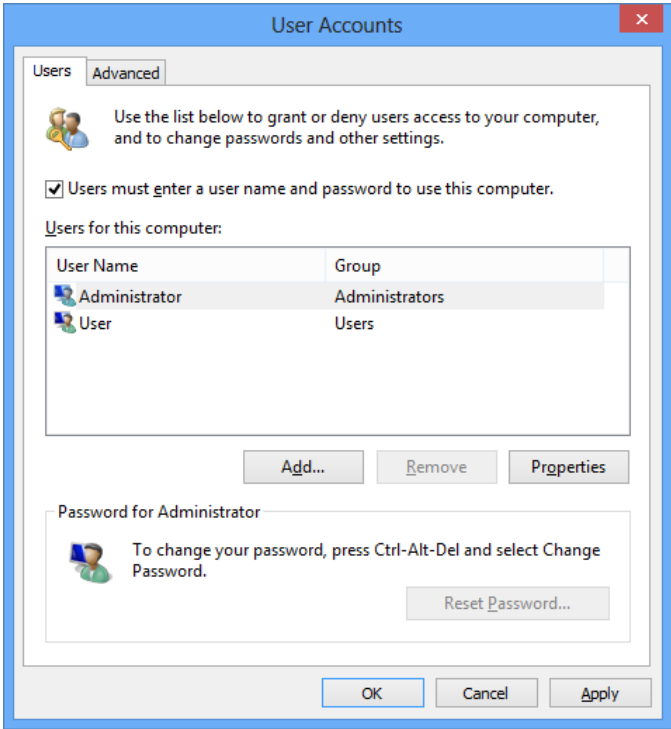 User Accounts
Users
Advanced
Use the list below to grant or deny users access to your computer,
and to change passwords and other settings.
Users must enter a user name and password to use this computer.
Users for this computer:
User Name Group
Administrator Administrators
User Users
Add... Remove Properties
Password for Administrator
To change your password, press Ctrl-Alt-Del and select Change
Password.
Reset Password...
OK Cancel Apply